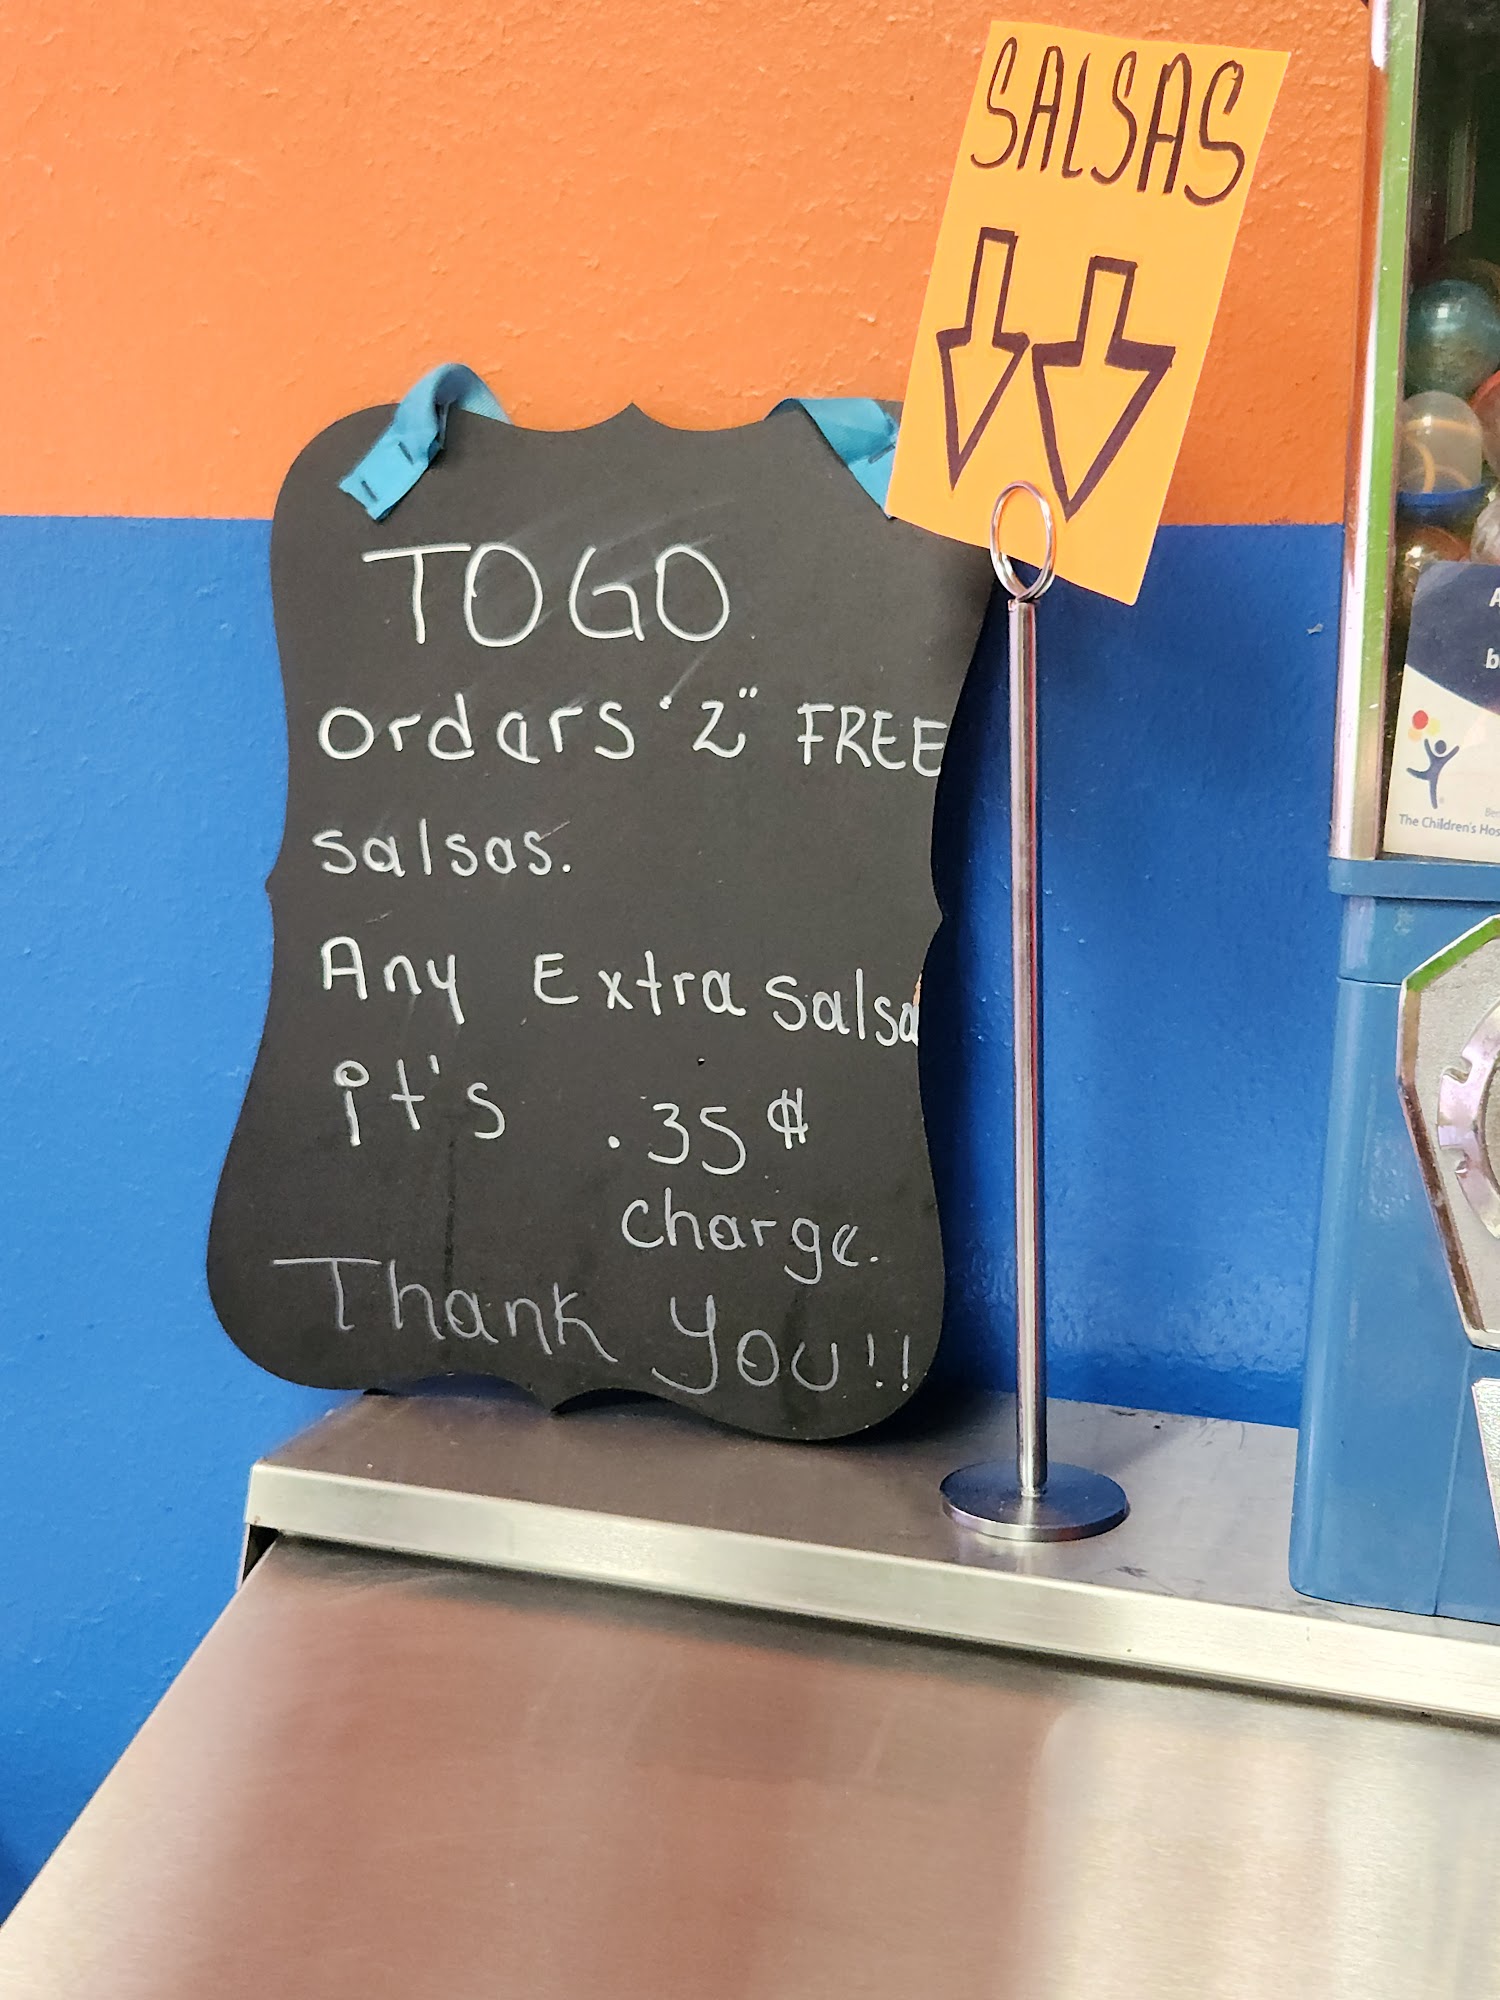 SALSAS
TOGO
ordars "2" FREE
salsas.
Any Extra salsa
it's .35¢
charge.
Thank you!!
The Children's Hos